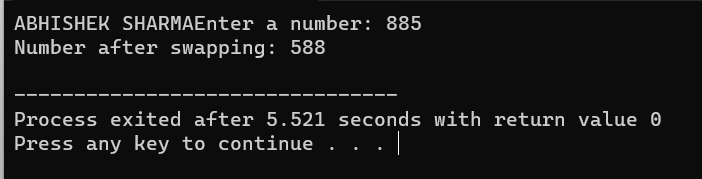 ABHISHEK SHARMAEnter a number: 885
Number after swapping: 588
--------------------------------
Process exited after 5.521 seconds with return value 0
Press any key to continue . . .